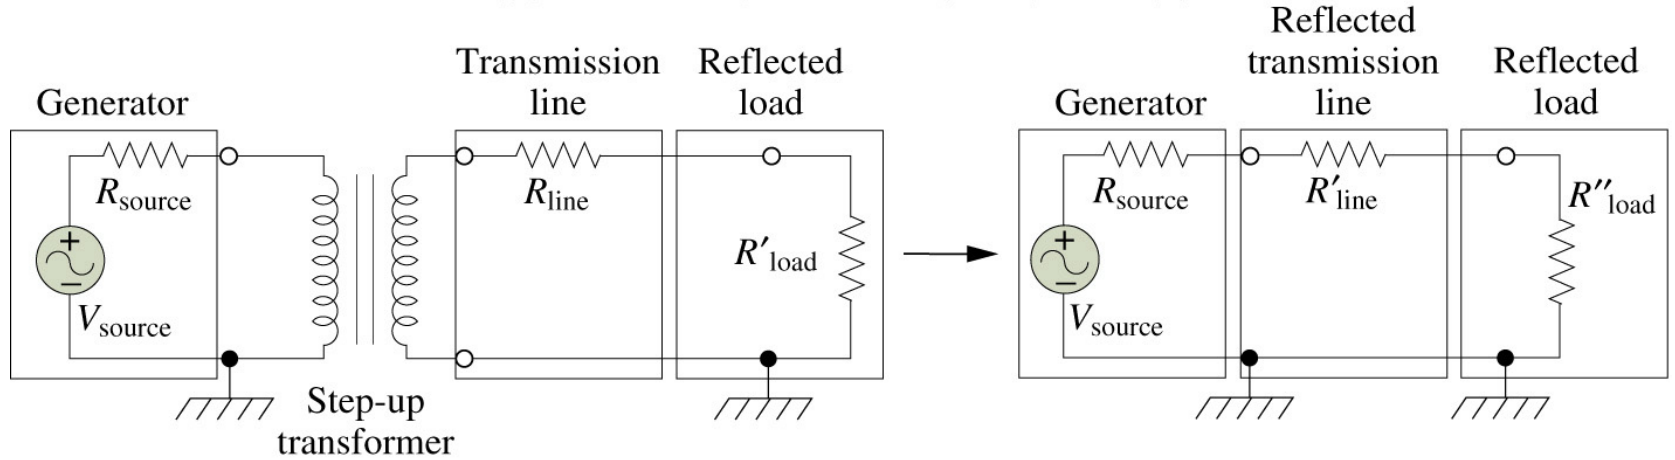 Generator
Transmission
line
Reflected
load
R_source
+
−
V_source
Step-up
transformer
R_line
R′_load
Generator
Reflected
transmission
line
Reflected
load
R_source
+
−
V_source
R′_line
R″_load